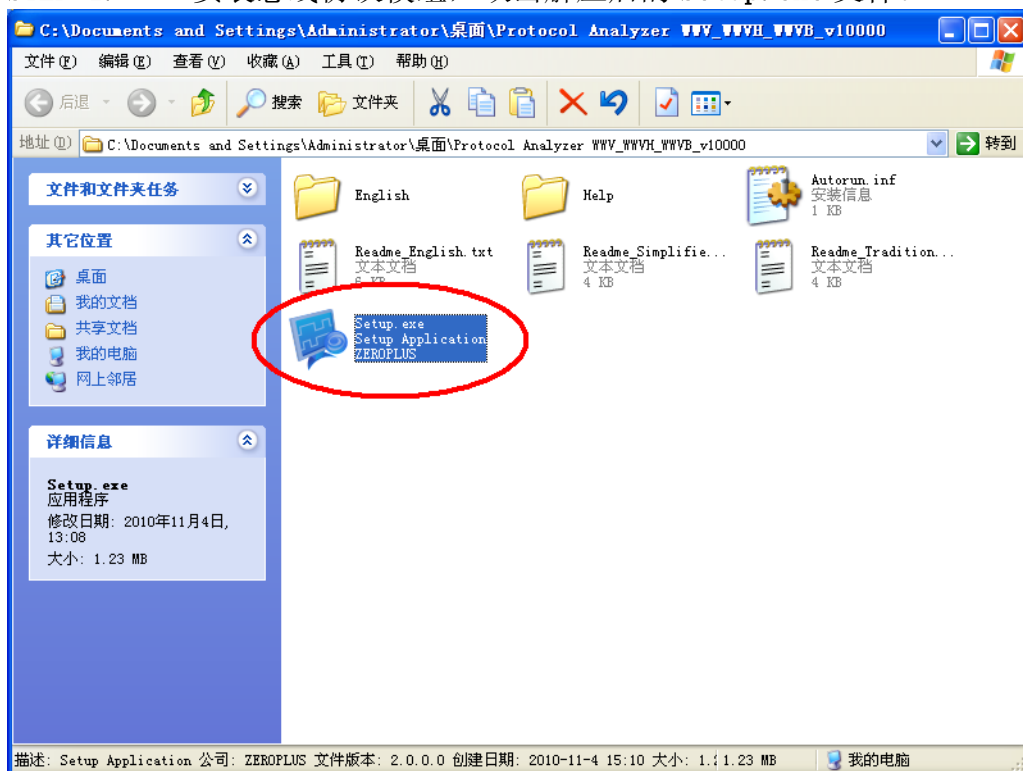 C:\Documents and Settings\Administrator\桌面\Protocol Analyzer WWV_WWVH_WWVB_v10000
文件(F) 编辑(E) 查看(V) 收藏(A) 工具(T) 帮助(H)
后退 搜索 文件夹
地址(D) C:\Documents and Settings\Administrator\桌面\Protocol Analyzer WWV_WWVH_WWVB_v10000 转到
文件和文件夹任务
其它位置
桌面
我的文档
共享文档
我的电脑
网上邻居
详细信息
Setup.exe
应用程序
修改日期: 2010年11月4日,
13:08
大小: 1.23 MB
English
Help
Autorun.inf
安装信息
1 KB
Readme_English.txt
文本文档
6 KB
Readme_Simplifie...
文本文档
4 KB
Readme_Tradition...
文本文档
4 KB
Setup.exe
Setup Application
ZEROPLUS
描述: Setup Application 公司: ZEROPLUS 文件版本: 2.0.0.0 创建日期: 2010-11-4 15:10 大小: 1. 1.23 MB 我的电脑